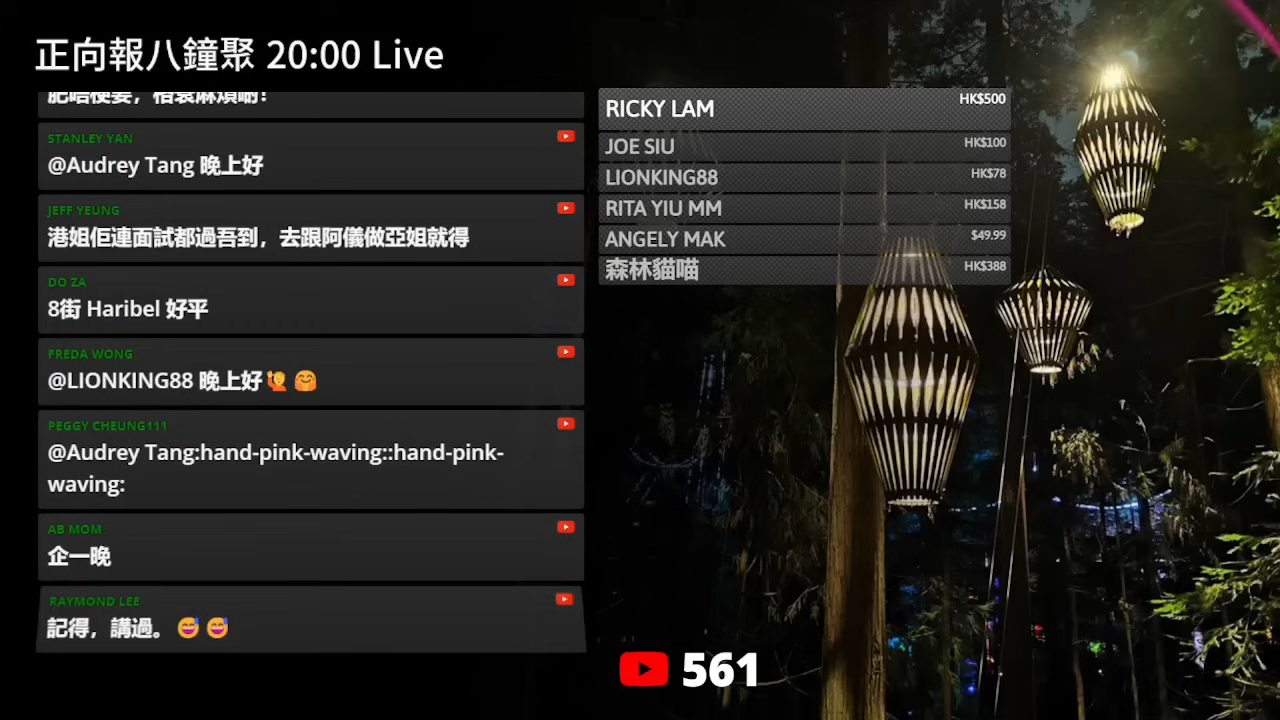 正向報八鐘聚 20:00 Live
STANLEY YAN
@Audrey Tang 晚上好
JEFF YEUNG
港姐佢連面試都過吾到，去跟阿儀做亞姐就得
DO ZA
8街 Haribel 好平
FREDA WONG
@LIONKING88 晚上好🙋🤗
PEGGY CHEUNG111
@Audrey Tang:hand-pink-waving::hand-pink-
waving:
AB MOM
企一晚
RAYMOND LEE
記得，講過。😅😅
RICKY LAM HK$500
JOE SIU HK$100
LIONKING88 HK$78
RITA YIU MM HK$158
ANGELY MAK $49.99
森林貓喵 HK$388
561